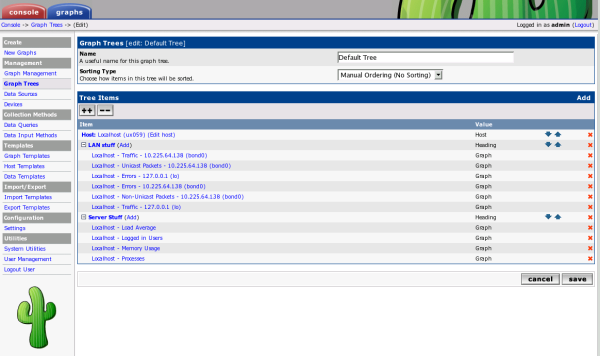 console graphs
Console -> Graph Trees -> (Edit) Logged in as admin (Logout)
Create
New Graphs
Management
Graph Management
Graph Trees
Data Sources
Devices
Collection Methods
Data Queries
Data Input Methods
Templates
Graph Templates
Host Templates
Data Templates
Import/Export
Import Templates
Export Templates
Configuration
Settings
Utilities
System Utilities
User Management
Logout User
Graph Trees [edit: Default Tree]
Name
A useful name for this graph tree.
Default Tree
Sorting Type
Choose how items in this tree will be sorted.
Manual Ordering (No Sorting)
Tree Items Add
++ --
Item Value
Host: Localhost (ux059) (Edit host) Host
LAN stuff (Add) Heading
Localhost - Traffic - 10.225.64.138 (bond0) Graph
Localhost - Unicast Packets - 10.225.64.138 (bond0) Graph
Localhost - Errors - 127.0.0.1 (lo) Graph
Localhost - Errors - 10.225.64.138 (bond0) Graph
Localhost - Non-Unicast Packets - 10.225.64.138 (bond0) Graph
Localhost - Traffic - 127.0.0.1 (lo) Graph
Server Stuff (Add) Heading
Localhost - Load Average Graph
Localhost - Logged in Users Graph
Localhost - Memory Usage Graph
Localhost - Processes Graph
cancel save